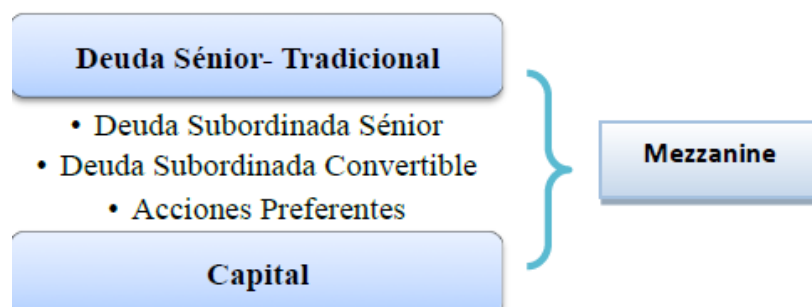 Deuda Sénior- Tradicional
• Deuda Subordinada Sénior
• Deuda Subordinada Convertible
• Acciones Preferentes
Capital
Mezzanine